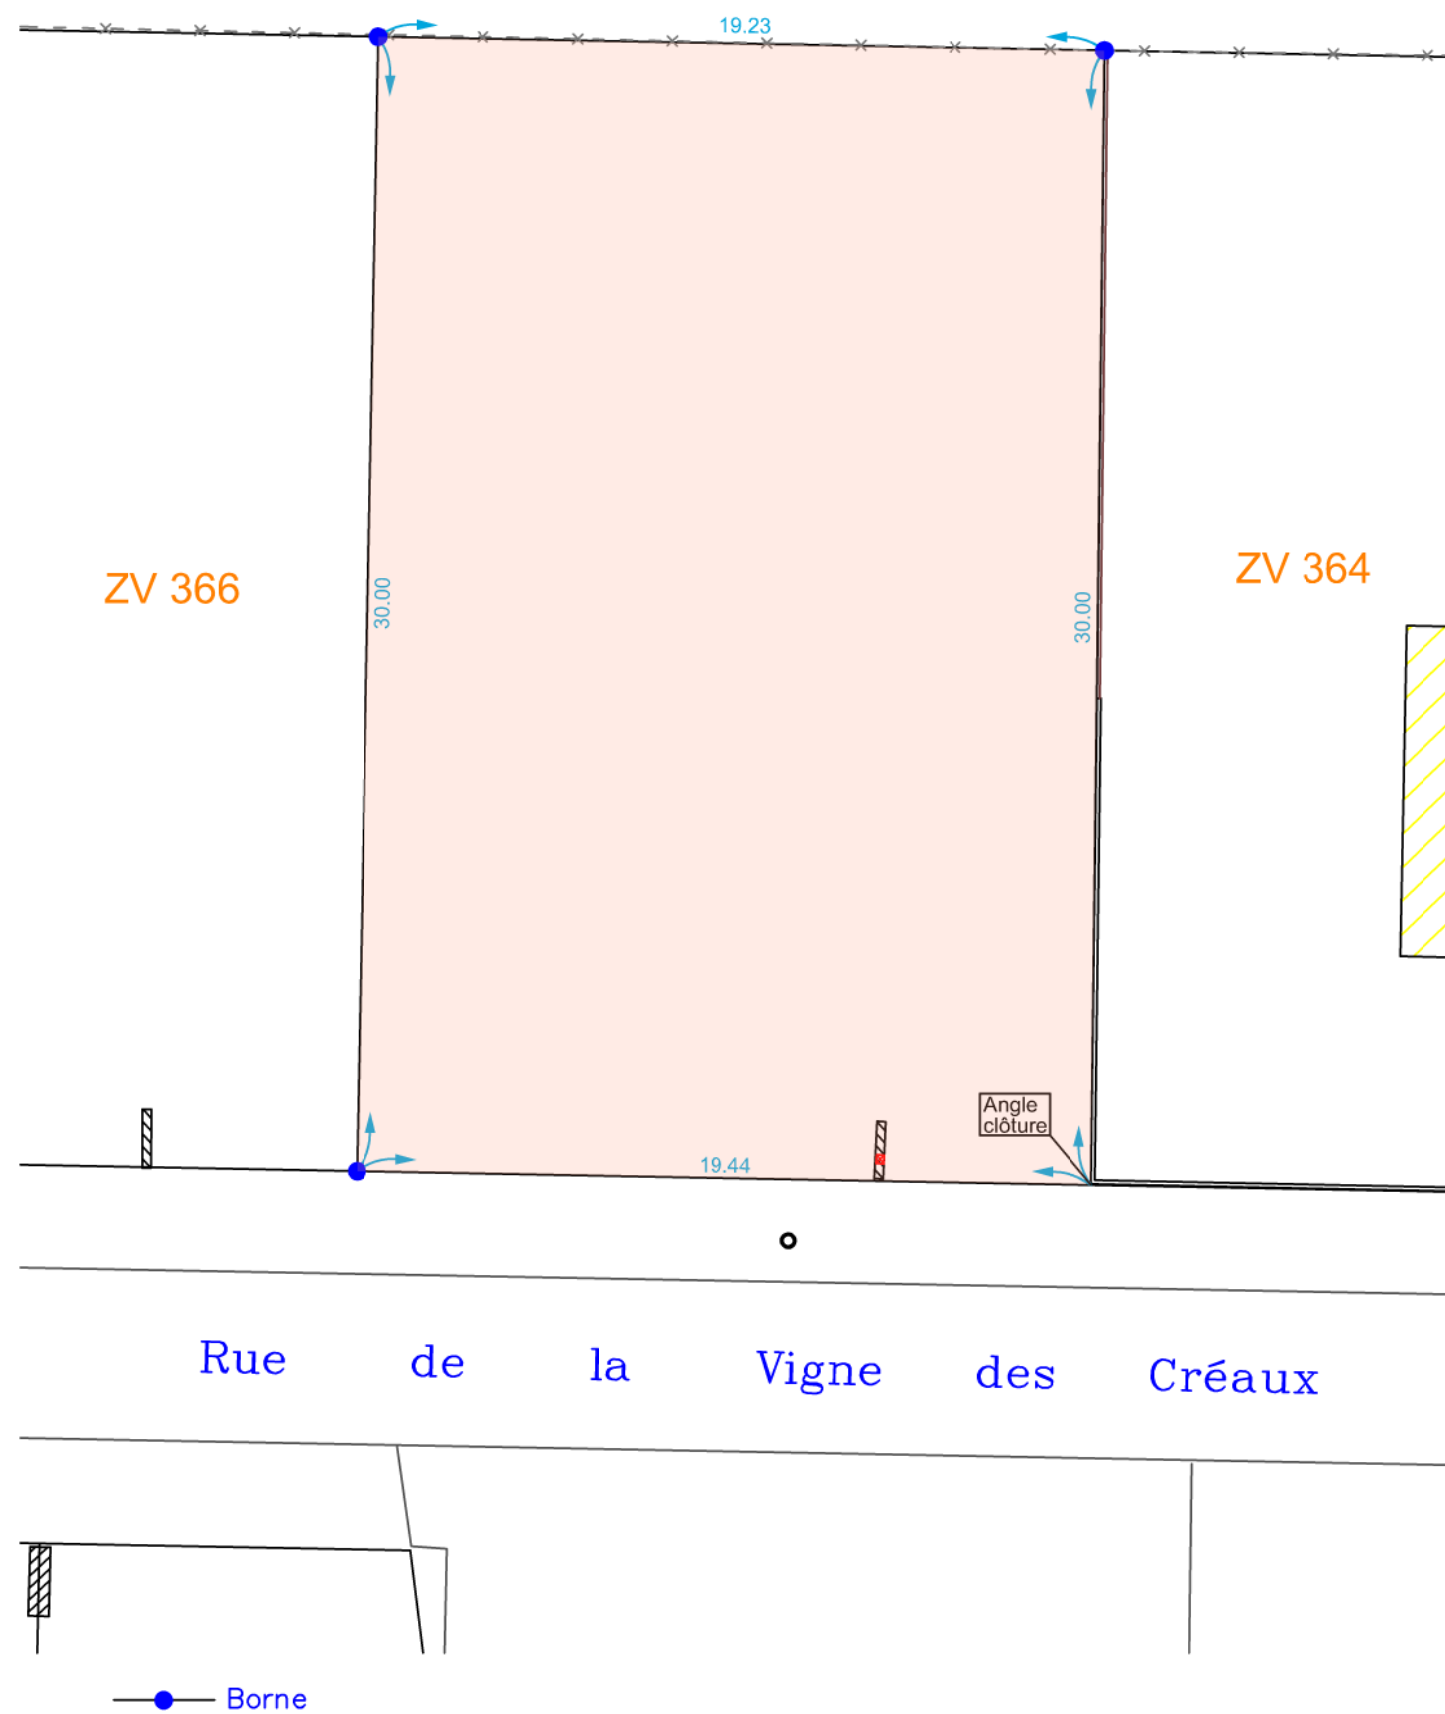 19.23
ZV 366
30.00
30.00
ZV 364
Angle
clôture
19.44
Rue de la Vigne des Créaux
Borne